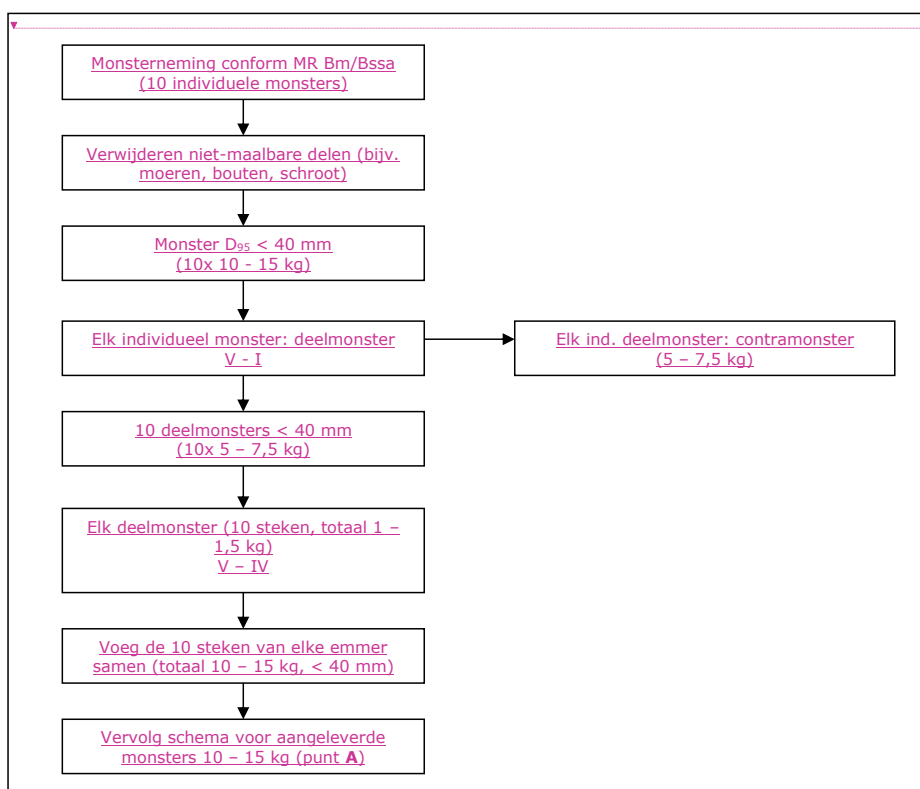 Monsterneming conform MR Bm/Bssa
(10 individuele monsters)
Verwijderen niet-maalbare delen (bijv.
moeren, bouten, schroot)
Monster D₉₅ < 40 mm
(10x 10 - 15 kg)
Elk individueel monster: deelmonster
V - I
Elk ind. deelmonster: contramonster
(5 – 7,5 kg)
10 deelmonsters < 40 mm
(10x 5 – 7,5 kg)
Elk deelmonster (10 steken, totaal 1 –
1,5 kg)
V – IV
Voeg de 10 steken van elke emmer
samen (totaal 10 – 15 kg, < 40 mm)
Vervolg schema voor aangeleverde
monsters 10 – 15 kg (punt A)